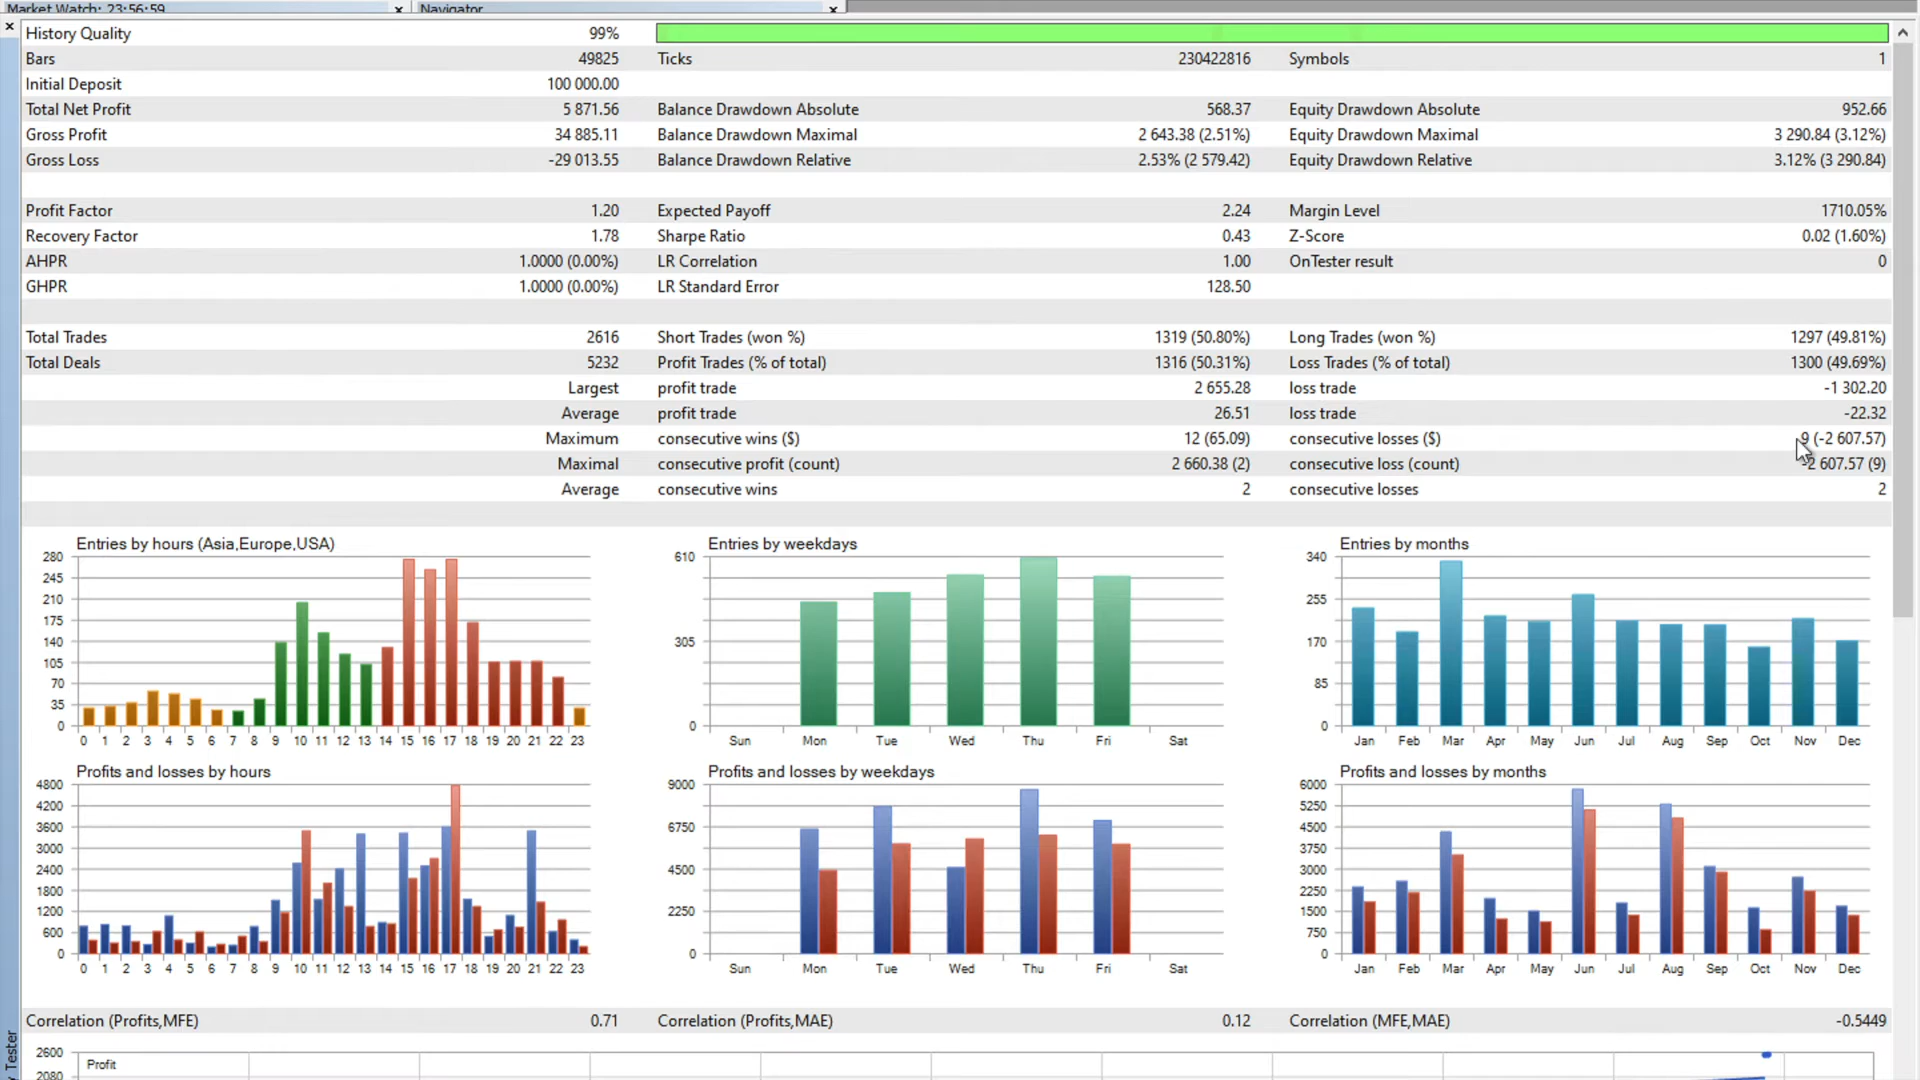 Market Watch: 23:56:59 Navigator
History Quality 99%
Bars 49825 Ticks 230422816 Symbols 1
Initial Deposit 100 000.00
Total Net Profit 5 871.56 Balance Drawdown Absolute 568.37 Equity Drawdown Absolute 952.66
Gross Profit 34 885.11 Balance Drawdown Maximal 2 643.38 (2.51%) Equity Drawdown Maximal 3 290.84 (3.12%)
Gross Loss -29 013.55 Balance Drawdown Relative 2.53% (2 579.42) Equity Drawdown Relative 3.12% (3 290.84)
Profit Factor 1.20 Expected Payoff 2.24 Margin Level 1710.05%
Recovery Factor 1.78 Sharpe Ratio 0.43 Z-Score 0.02 (1.60%)
AHPR 1.0000 (0.00%) LR Correlation 1.00 OnTester result 0
GHPR 1.0000 (0.00%) LR Standard Error 128.50
Total Trades 2616 Short Trades (won %) 1319 (50.80%) Long Trades (won %) 1297 (49.81%)
Total Deals 5232 Profit Trades (% of total) 1316 (50.31%) Loss Trades (% of total) 1300 (49.69%)
Largest profit trade 2 655.28 loss trade -1 302.20
Average profit trade 26.51 loss trade -22.32
Maximum consecutive wins ($) 12 (65.09) consecutive losses ($) 9 (-2 607.57)
Maximal consecutive profit (count) 2 660.38 (2) consecutive loss (count) -2 607.57 (9)
Average consecutive wins 2 consecutive losses 2
Entries by hours (Asia,Europe,USA)
280
245
210
175
140
105
70
35
0
0 1 2 3 4 5 6 7 8 9 10 11 12 13 14 15 16 17 18 19 20 21 22 23
Entries by weekdays
610
305
0
Sun Mon Tue Wed Thu Fri Sat
Entries by months
340
255
170
85
0
Jan Feb Mar Apr May Jun Jul Aug Sep Oct Nov Dec
Profits and losses by hours
4800
4200
3600
3000
2400
1800
1200
600
0
0 1 2 3 4 5 6 7 8 9 10 11 12 13 14 15 16 17 18 19 20 21 22 23
Profits and losses by weekdays
9000
6750
4500
2250
0
Sun Mon Tue Wed Thu Fri Sat
Profits and losses by months
6000
5250
4500
3750
3000
2250
1500
750
0
Jan Feb Mar Apr May Jun Jul Aug Sep Oct Nov Dec
Correlation (Profits,MFE) 0.71 Correlation (Profits,MAE) 0.12 Correlation (MFE,MAE) -0.5449
2600
Profit
2080
Tester